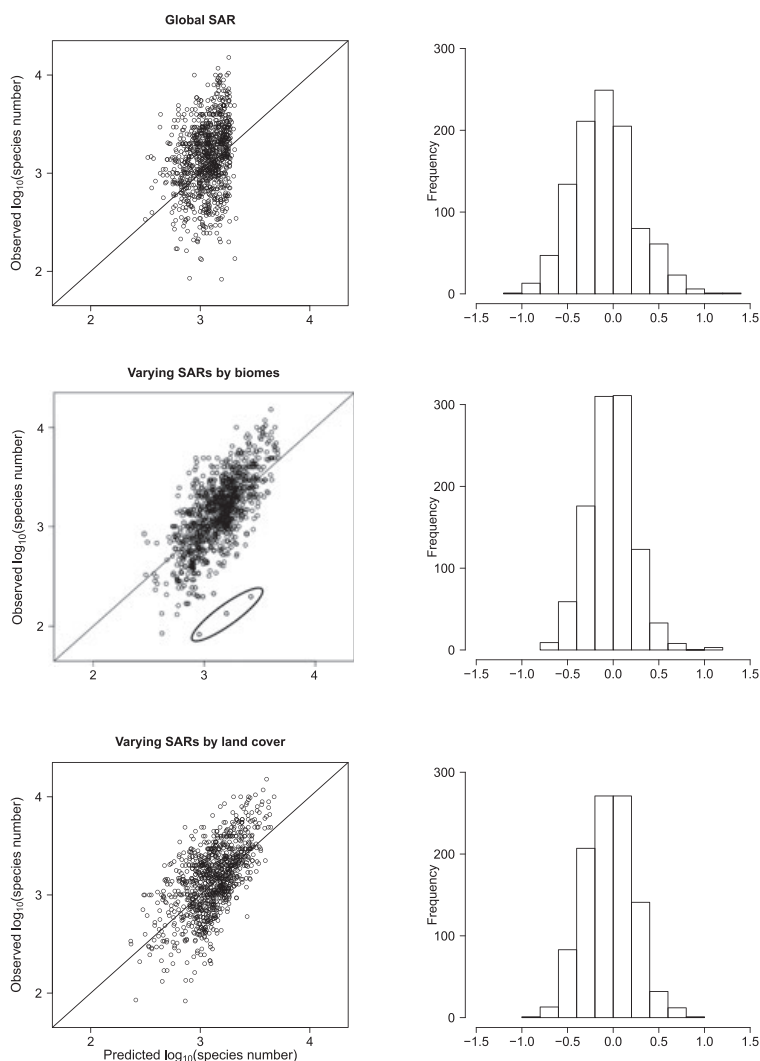 Global SAR
Observed log10(species number)
4
3
2
2 3 4
Frequency
300
200
100
0
−1.5 −1.0 −0.5 0.0 0.5 1.0 1.5
Varying SARs by biomes
Observed log10(species number)
4
3
2
2 3 4
Frequency
300
200
100
0
−1.5 −1.0 −0.5 0.0 0.5 1.0 1.5
Varying SARs by land cover
Observed log10(species number)
4
3
2
2 3 4
Predicted log10(species number)
Frequency
300
200
100
0
−1.5 −1.0 −0.5 0.0 0.5 1.0 1.5